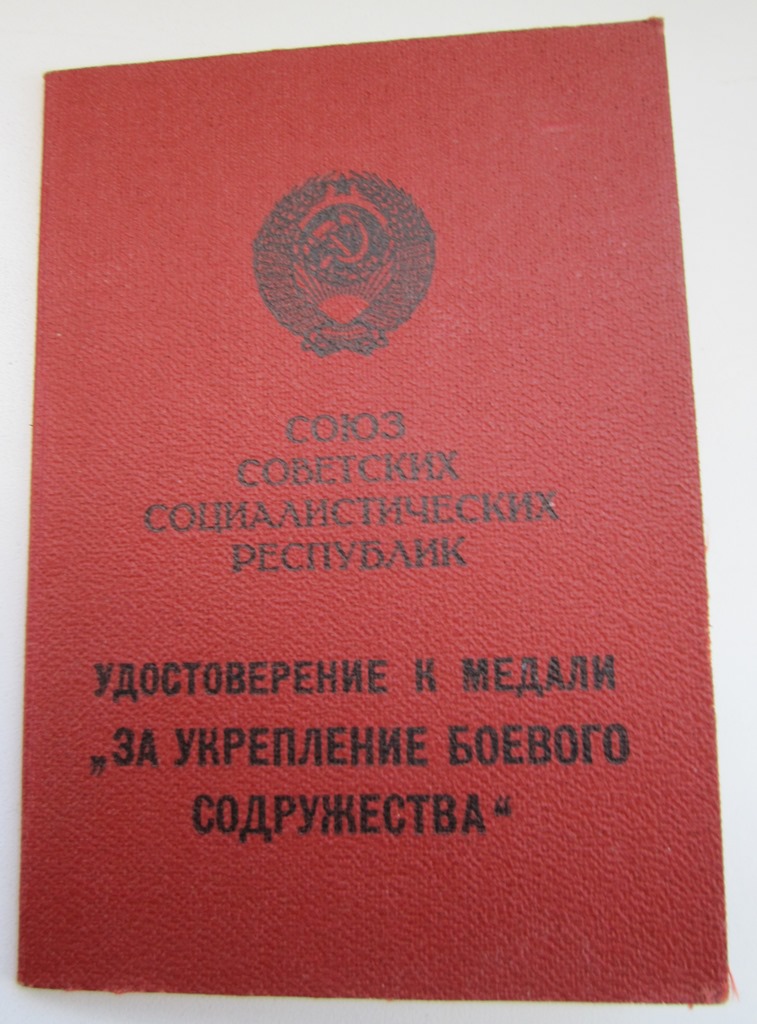 СОЮЗ
СОВЕТСКИХ
СОЦИАЛИСТИЧЕСКИХ
РЕСПУБЛИК
УДОСТОВЕРЕНИЕ К МЕДАЛИ
„ЗА УКРЕПЛЕНИЕ БОЕВОГО
СОДРУЖЕСТВА“